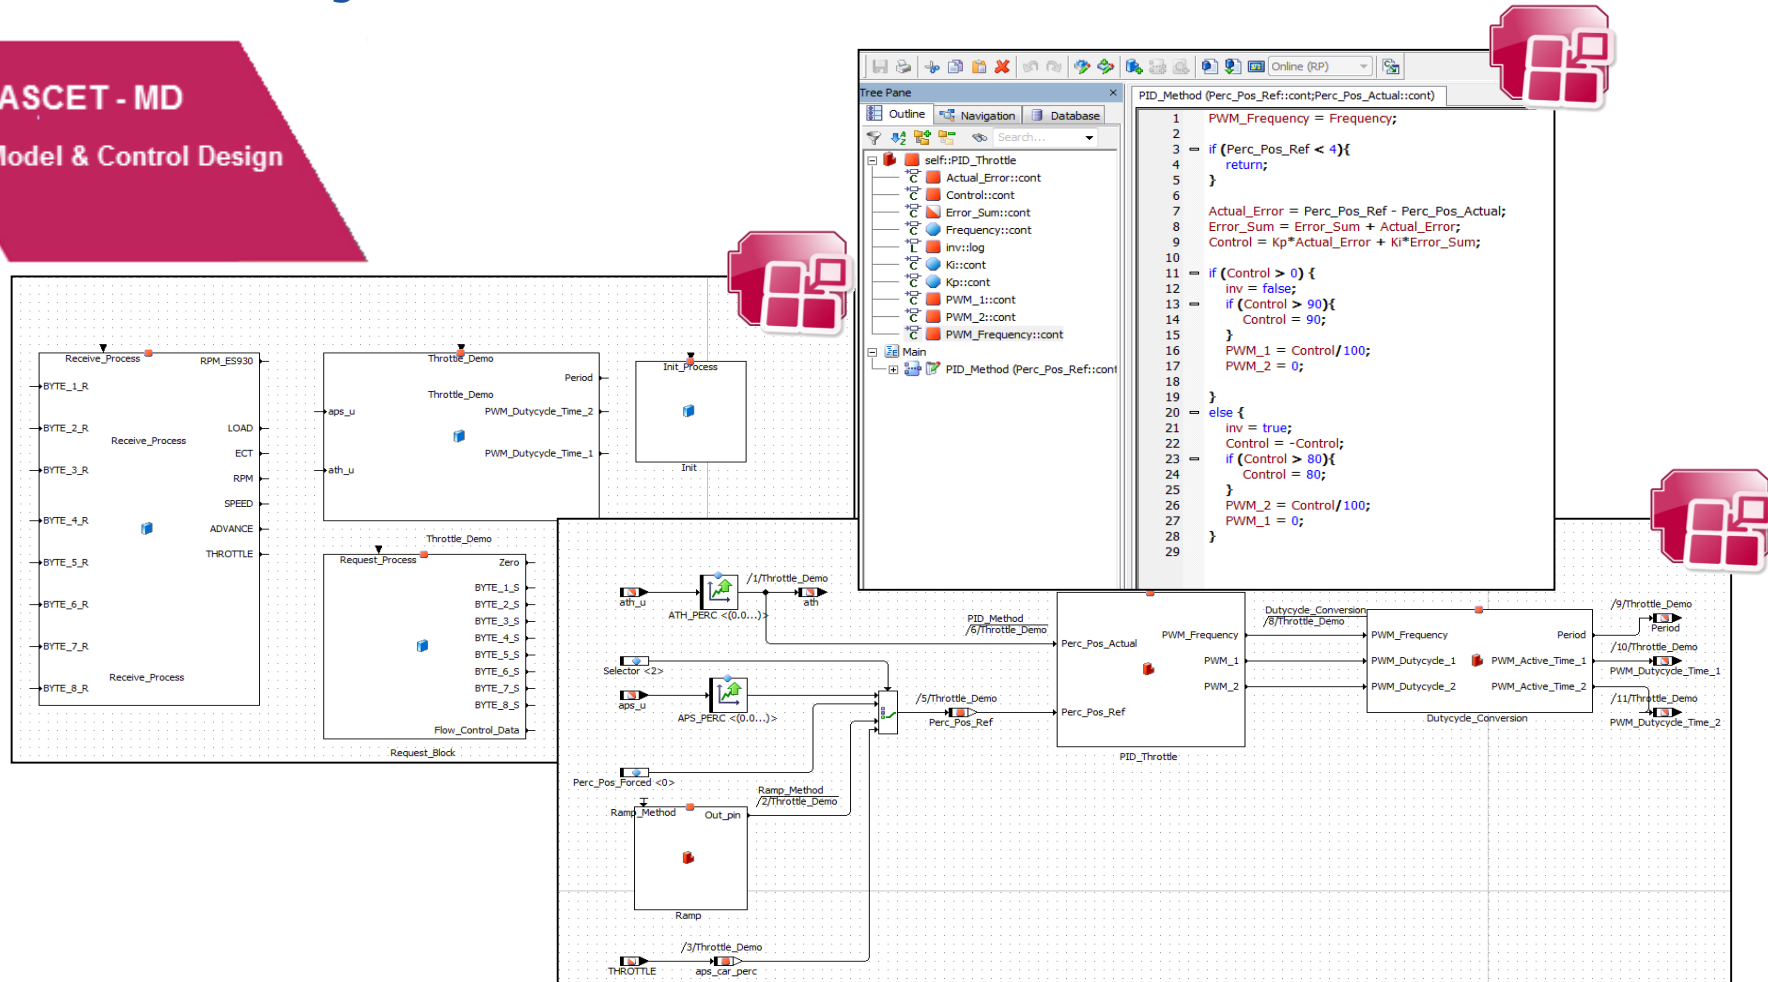 ASCET - MD
Model & Control Design
Receive_Process
RPM_ES930
BYTE_1_R
BYTE_2_R
Receive_Process
LOAD
ECT
BYTE_3_R
RPM
SPEED
BYTE_4_R
ADVANCE
THROTTLE
BYTE_5_R
BYTE_6_R
BYTE_7_R
Receive_Process
BYTE_8_R
Throttle_Demo
Period
Throttle_Demo
aps_u
PWM_Dutycycle_Time_2
PWM_Dutycycle_Time_1
ath_u
Throttle_Demo
Init_Process
Init
Request_Process
Zero
BYTE_1_S
BYTE_2_S
BYTE_3_S
BYTE_4_S
BYTE_5_S
BYTE_6_S
BYTE_7_S
BYTE_8_S
Flow_Control_Data
Request_Block
Online (RP)
Tree Pane
Outline
Navigation
Database
Search...
self::PID_Throttle
Actual_Error::cont
Control::cont
Error_Sum::cont
Frequency::cont
inv::log
Ki::cont
Kp::cont
PWM_1::cont
PWM_2::cont
PWM_Frequency::cont
Main
PID_Method (Perc_Pos_Ref::cont
PID_Method (Perc_Pos_Ref::cont;Perc_Pos_Actual::cont)
1 PWM_Frequency = Frequency;
2
3 if (Perc_Pos_Ref < 4){
4 return;
5 }
6
7 Actual_Error = Perc_Pos_Ref - Perc_Pos_Actual;
8 Error_Sum = Error_Sum + Actual_Error;
9 Control = Kp*Actual_Error + Ki*Error_Sum;
10
11 if (Control > 0) {
12 inv = false;
13 if (Control > 90){
14 Control = 90;
15 }
16 PWM_1 = Control/100;
17 PWM_2 = 0;
18
19 }
20 else {
21 inv = true;
22 Control = -Control;
23 if (Control > 80){
24 Control = 80;
25 }
26 PWM_2 = Control/100;
27 PWM_1 = 0;
28 }
29
ath_u
ATH_PERC <(0.0...)>
/1/Throttle_Demo
ath
Selector <2>
aps_u
APS_PERC <(0.0...)>
Perc_Pos_Forced <0>
Ramp_Method
/2/Throttle_Demo
Ramp_Method
Out_pin
Ramp
/3/Throttle_Demo
THROTTLE
aps_car_perc
/5/Throttle_Demo
Perc_Pos_Ref
PID_Method
/6/Throttle_Demo
Perc_Pos_Actual
PWM_Frequency
PWM_1
PWM_2
Perc_Pos_Ref
PID_Throttle
Dutycycle_Conversion
/8/Throttle_Demo
PWM_Frequency
Period
PWM_Dutycycle_1
PWM_Active_Time_1
PWM_Dutycycle_2
PWM_Active_Time_2
Dutycycle_Conversion
/9/Throttle_Demo
Period
/10/Throttle_Demo
PWM_Dutycycle_Time_1
/11/Throttle_Demo
PWM_Dutycycle_Time_2